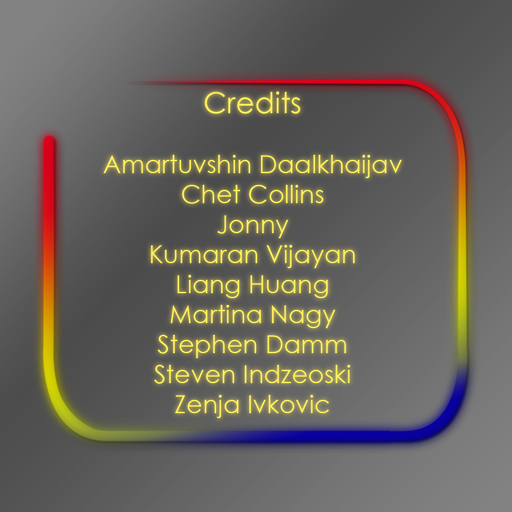 Credits
Amartuvshin Daalkhaijav
Chet Collins
Jonny
Kumaran Vijayan
Liang Huang
Martina Nagy
Stephen Damm
Steven Indzeoski
Zenja Ivkovic